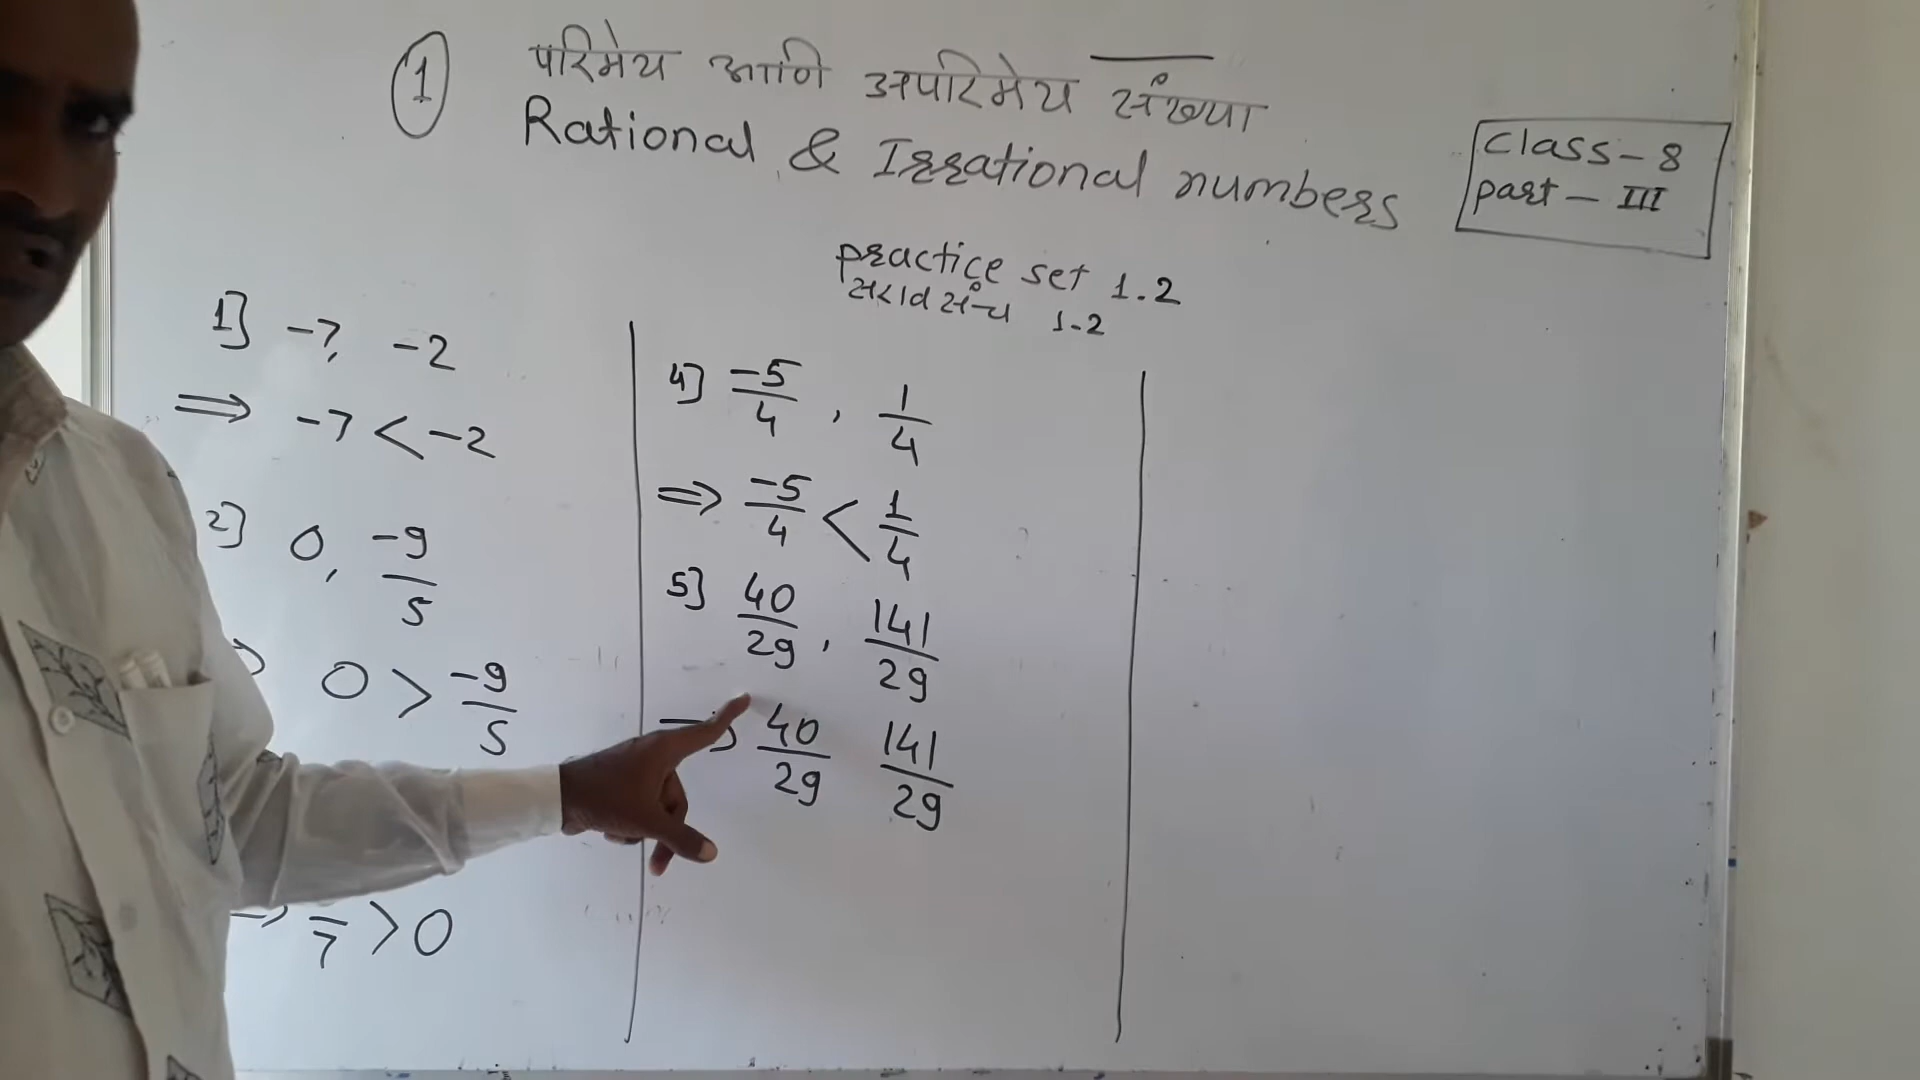 ① परिमेय आणि अपरिमेय संख्या
Rational & Irrational numbers
Class - 8
part - III
practice set 1.2
सराव संच 1.2
1] -7, -2
⇒ -7 < -2
2] 0, -9/5
0 > -9/5
7 > 0
4] -5/4, 1/4
⇒ -5/4 < 1/4
5] 40/29, 141/29
⇒ 40/29 141/29